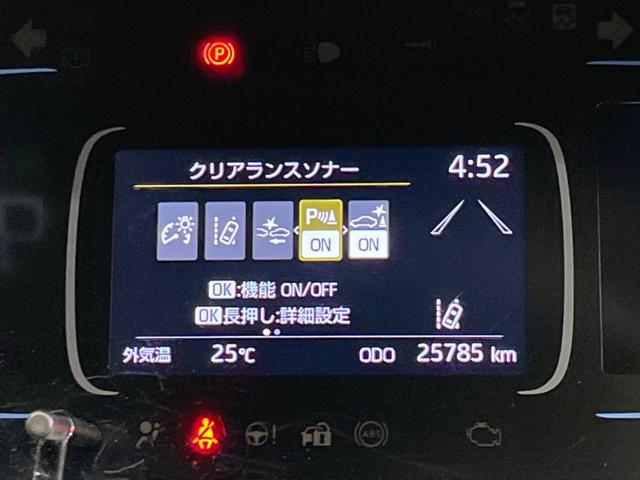 P
クリアランスソナー
4:52
P
ON
ON
OK:機能 ON/OFF
OK長押し:詳細設定
外気温 25℃ ODO 25785 km
P
ABS